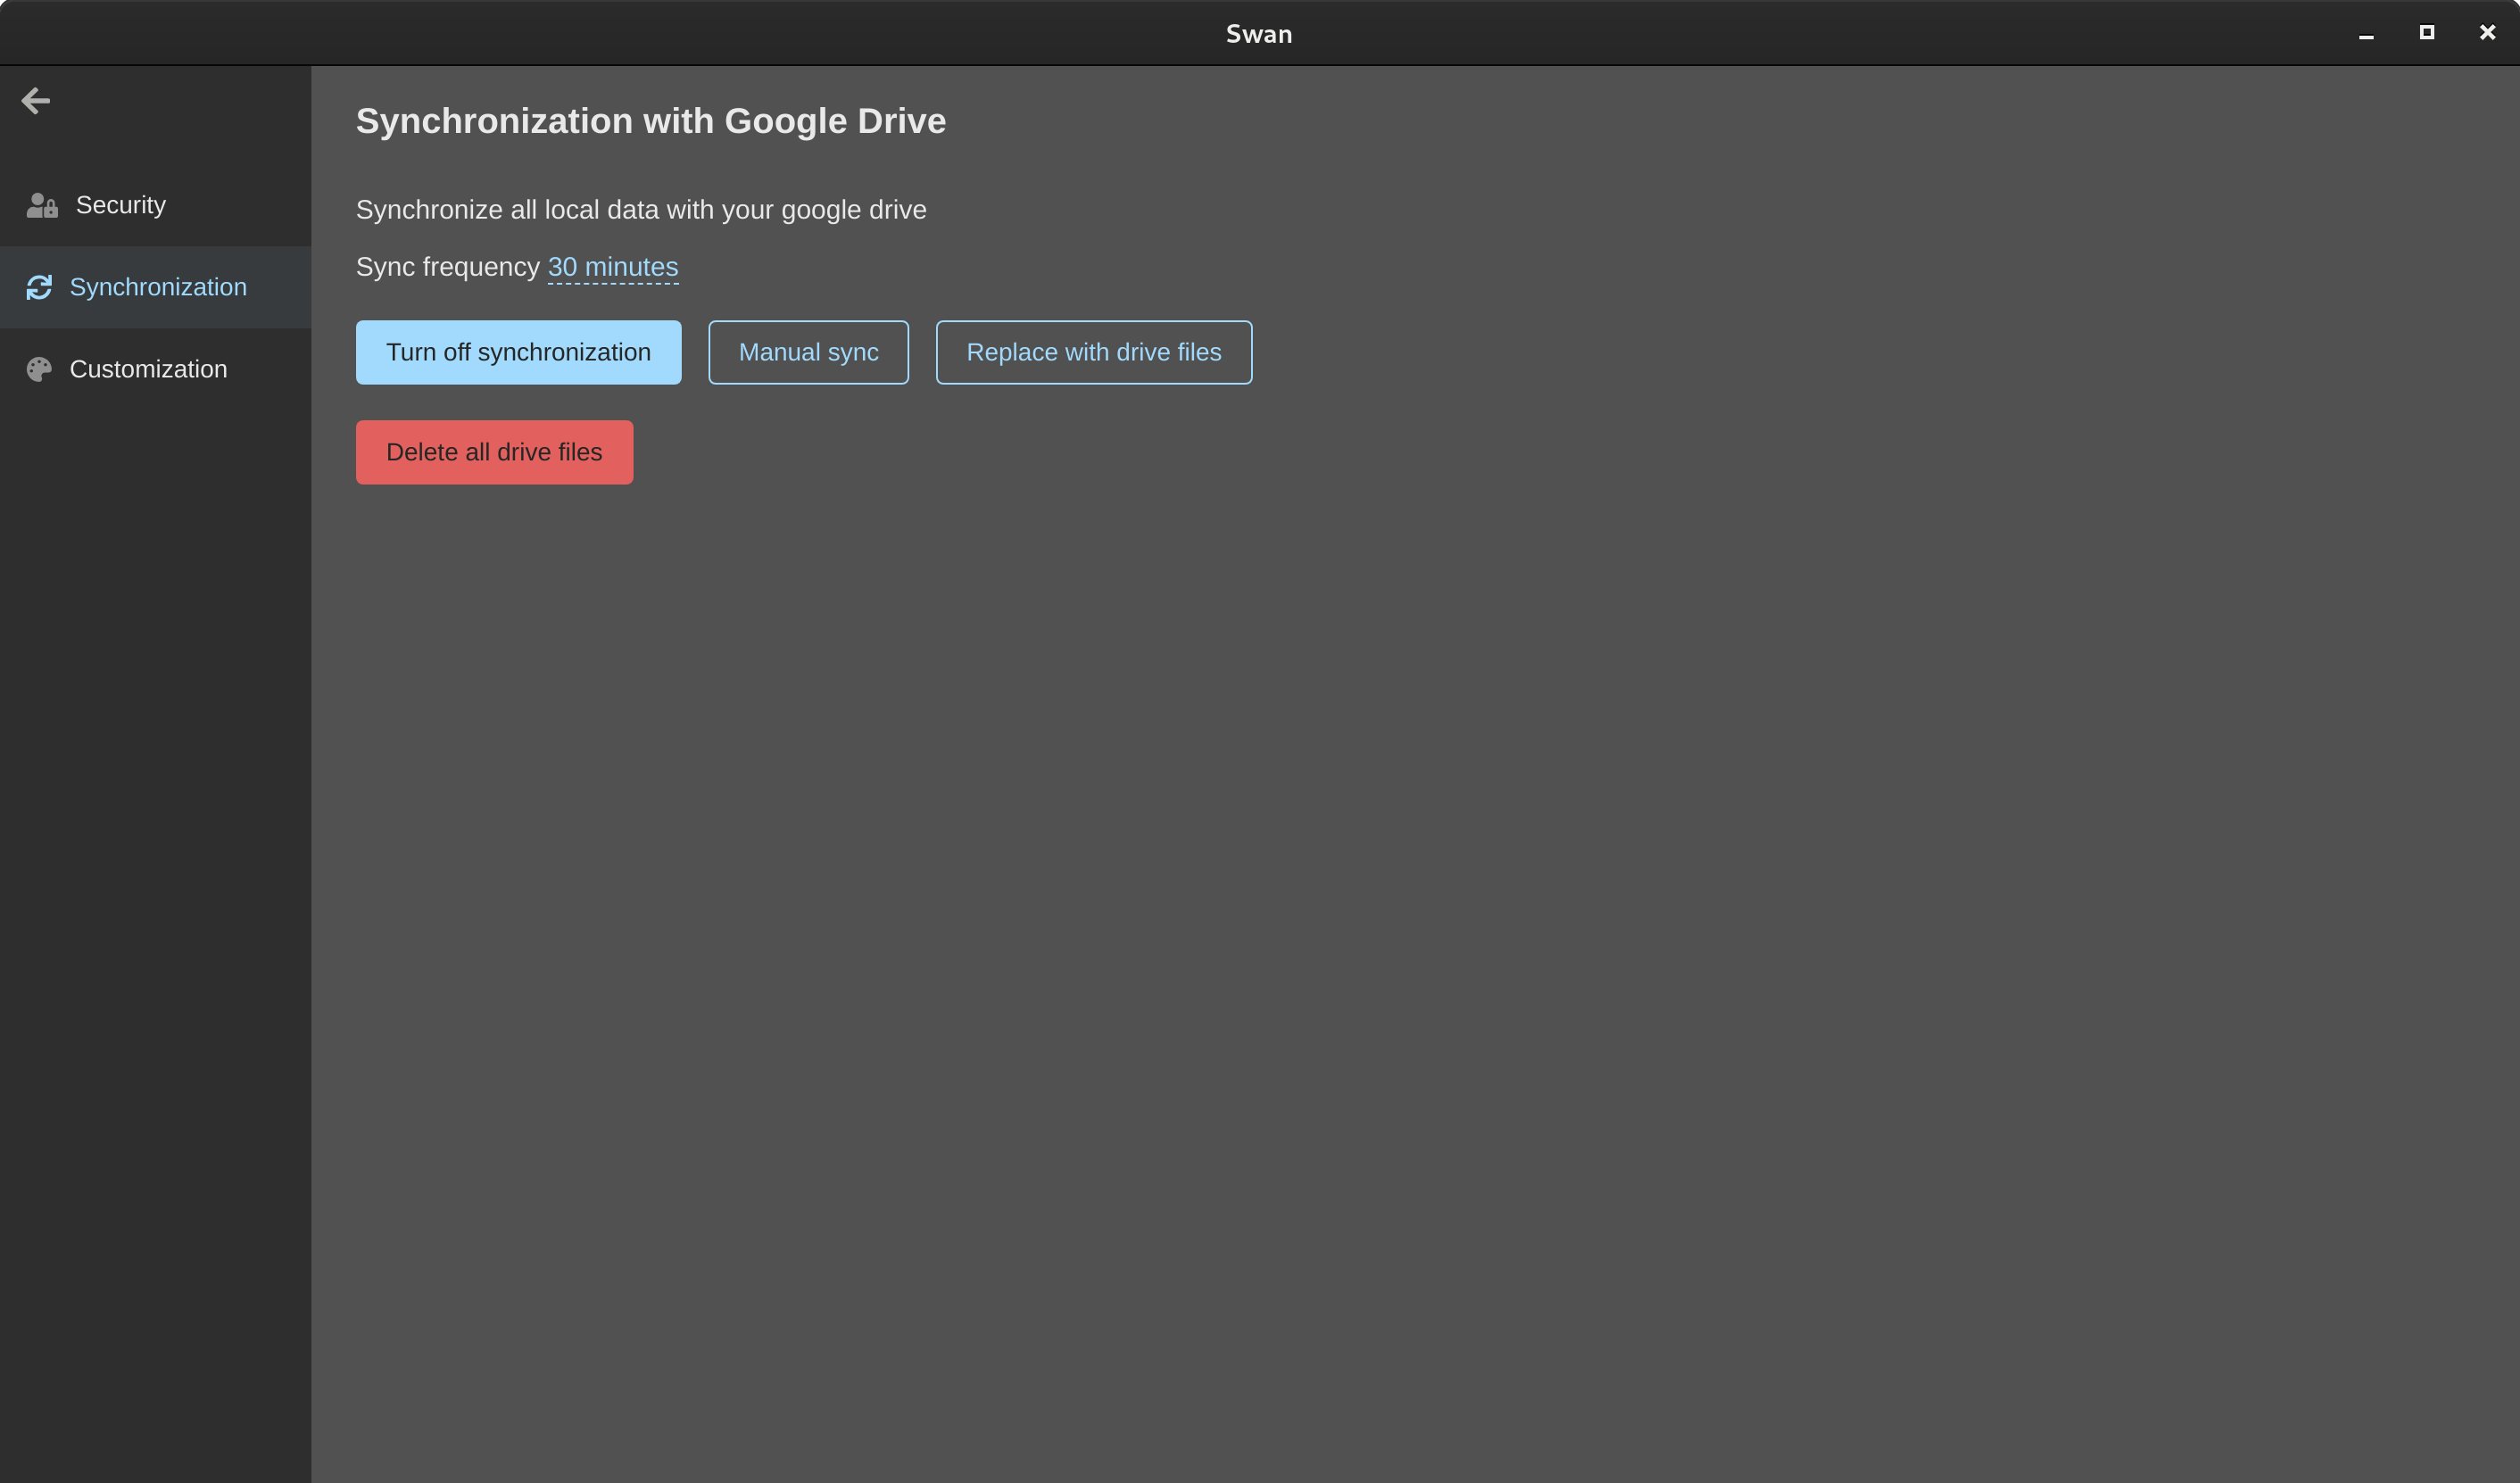 Swan
Security
Synchronization
Customization
Synchronization with Google Drive
Synchronize all local data with your google drive
Sync frequency 30 minutes
Turn off synchronization
Manual sync
Replace with drive files
Delete all drive files